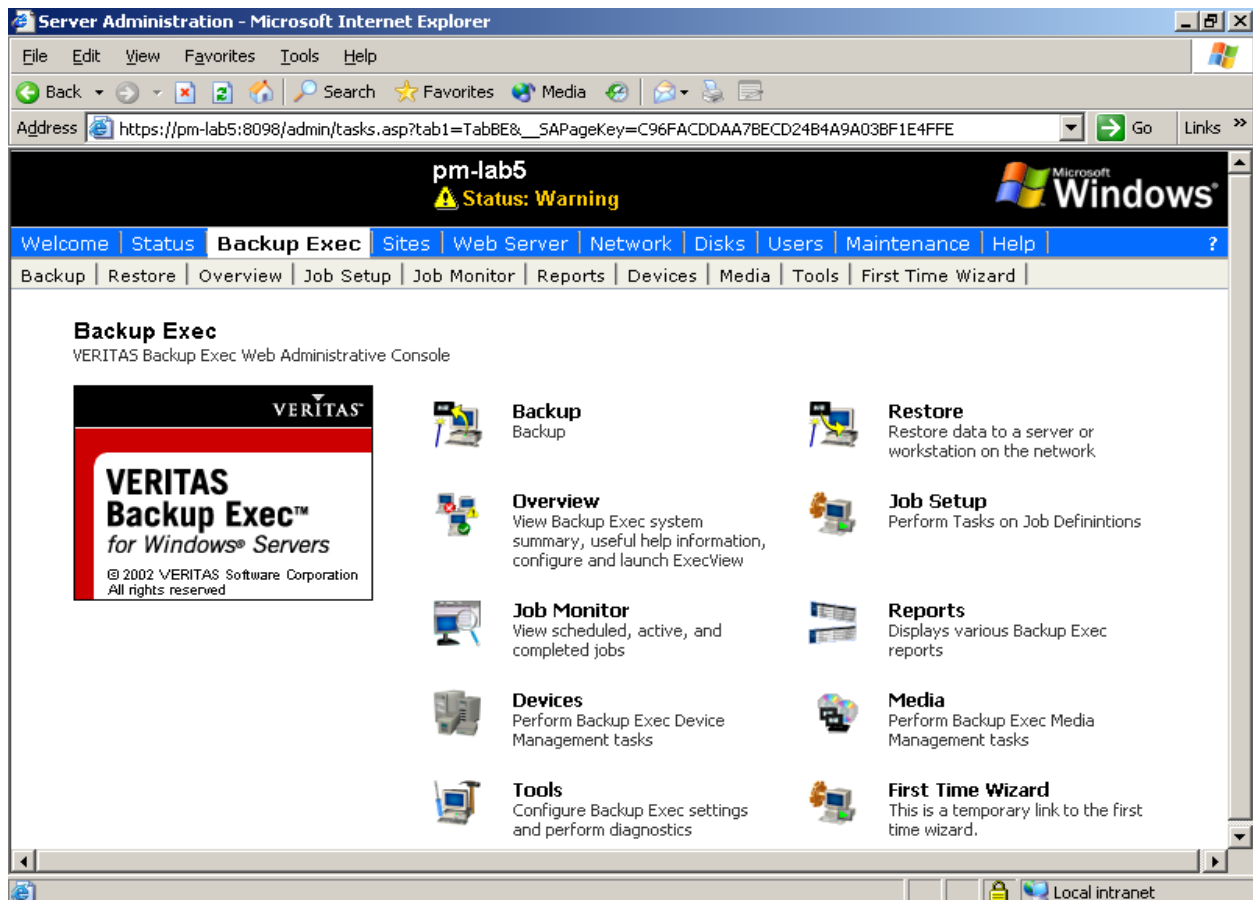 Server Administration - Microsoft Internet Explorer
File Edit View Favorites Tools Help
Back Search Favorites Media
Address https://pm-lab5:8098/admin/tasks.asp?tab1=TabBE&__SAPageKey=C96FACDDAA7BECD24B4A9A03BF1E4FFE Go Links »
pm-lab5
Status: Warning
Microsoft
Windows
Welcome | Status | Backup Exec | Sites | Web Server | Network | Disks | Users | Maintenance | Help | ?
Backup | Restore | Overview | Job Setup | Job Monitor | Reports | Devices | Media | Tools | First Time Wizard |
Backup Exec
VERITAS Backup Exec Web Administrative Console
VERITAS™
VERITAS
Backup Exec™
for Windows® Servers
© 2002 VERITAS Software Corporation
All rights reserved
Backup
Backup
Restore
Restore data to a server or
workstation on the network
Overview
View Backup Exec system
summary, useful help information,
configure and launch ExecView
Job Setup
Perform Tasks on Job Definintions
Job Monitor
View scheduled, active, and
completed jobs
Reports
Displays various Backup Exec
reports
Devices
Perform Backup Exec Device
Management tasks
Media
Perform Backup Exec Media
Management tasks
Tools
Configure Backup Exec settings
and perform diagnostics
First Time Wizard
This is a temporary link to the first
time wizard.
Local intranet